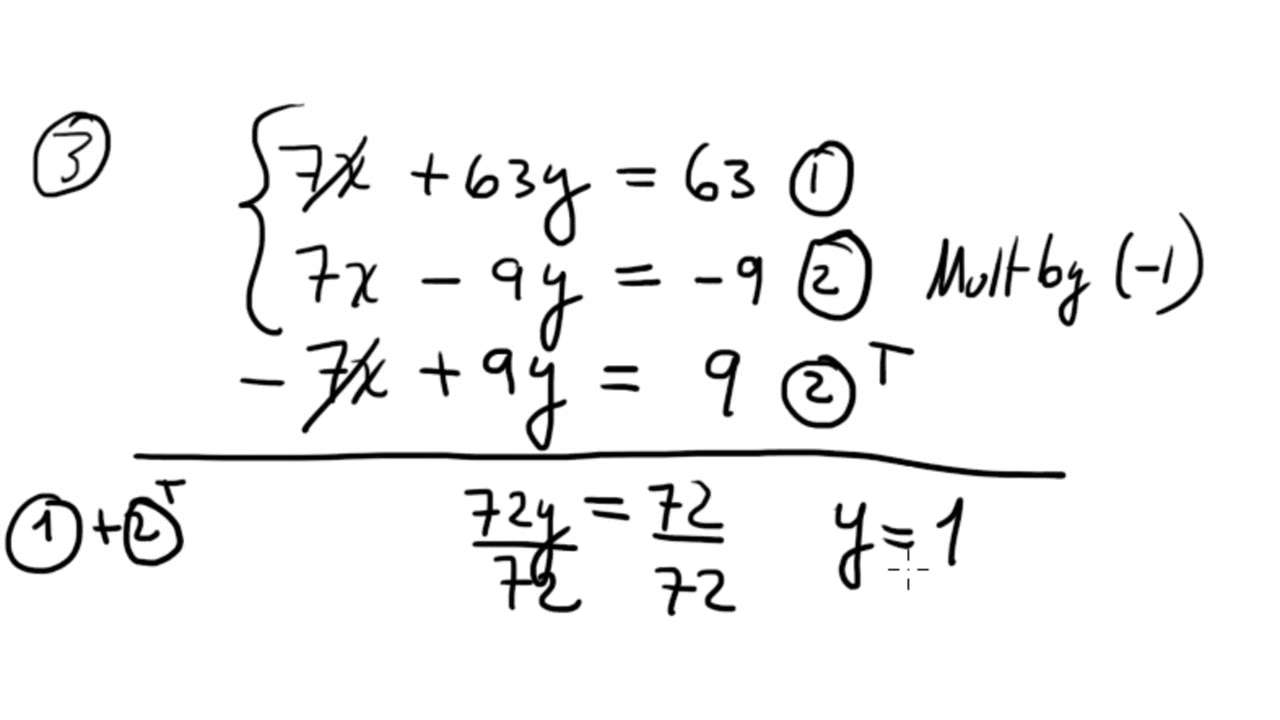 ③ 7x + 63y = 63 ①
7x - 9y = -9 ② Mult by (-1)
- 7x + 9y = 9 ②ᵀ
① + ②ᵀ 72y/72 = 72/72 y = 1